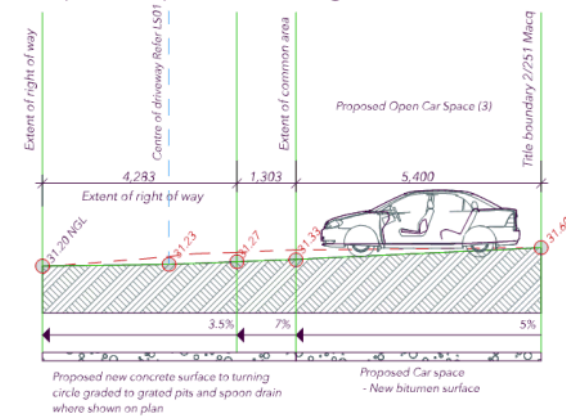 Extent of right of way
Centre of driveway Refer LS01
Extent of common area
Title boundary 2/251 Macq
Proposed Open Car Space (3)
4,283
1,303
5,400
Extent of right of way
31.20 NGL
31.23
31.27
31.33
31.60
3.5%
7%
5%
Proposed new concrete surface to turning
circle graded to grated pits and spoon drain
where shown on plan
Proposed Car space
- New bitumen surface